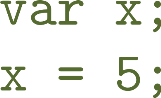 var x;
x = 5;